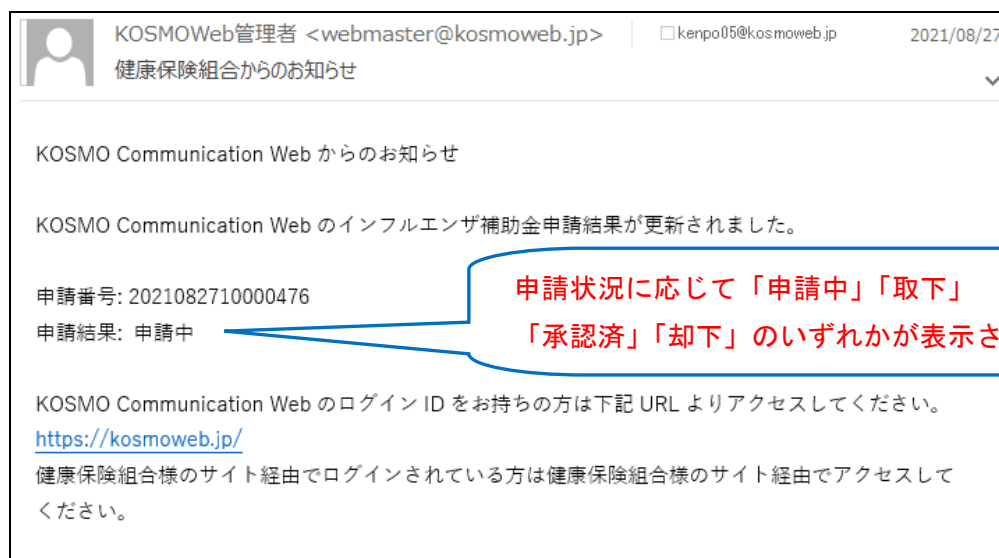 KOSMOWeb管理者 <webmaster@kosmoweb.jp>
kenpo05@kosmoweb.jp
2021/08/27
健康保険組合からのお知らせ
KOSMO Communication Web からのお知らせ
KOSMO Communication Web のインフルエンザ補助金申請結果が更新されました。
申請番号: 2021082710000476
申請結果: 申請中
申請状況に応じて「申請中」「取下」
「承認済」「却下」のいずれかが表示さ
KOSMO Communication Web のログイン ID をお持ちの方は下記 URL よりアクセスしてください。
https://kosmoweb.jp/
健康保険組合様のサイト経由でログインされている方は健康保険組合様のサイト経由でアクセスして
ください。